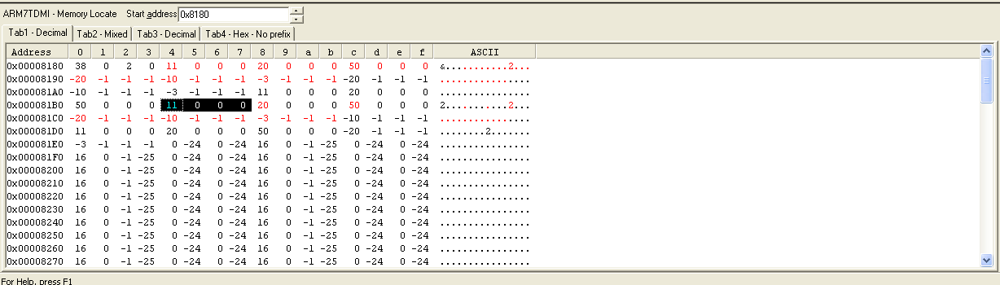 ARM7TDMI - Memory Locate Start address 0x8180
Tab1 - Decimal Tab2 - Mixed Tab3 - Decimal Tab4 - Hex - No prefix
Address 0 1 2 3 4 5 6 7 8 9 a b c d e f ASCII
0x00008180 38 0 2 0 11 0 0 0 20 0 0 0 50 0 0 0 &...........2...
0x00008190 -20 -1 -1 -1 -10 -1 -1 -1 -3 -1 -1 -1 -20 -1 -1 -1 ................
0x000081A0 -10 -1 -1 -1 -3 -1 -1 -1 11 0 0 0 20 0 0 0 ................
0x000081B0 50 0 0 0 11 0 0 0 20 0 0 0 50 0 0 0 2...........2...
0x000081C0 -20 -1 -1 -1 -10 -1 -1 -1 -3 -1 -1 -1 -10 -1 -1 -1 ................
0x000081D0 11 0 0 0 20 0 0 0 50 0 0 0 -20 -1 -1 -1 ........2.......
0x000081E0 -3 -1 -1 -1 0 -24 0 -24 16 0 -1 -25 0 -24 0 -24 ................
0x000081F0 16 0 -1 -25 0 -24 0 -24 16 0 -1 -25 0 -24 0 -24 ................
0x00008200 16 0 -1 -25 0 -24 0 -24 16 0 -1 -25 0 -24 0 -24 ................
0x00008210 16 0 -1 -25 0 -24 0 -24 16 0 -1 -25 0 -24 0 -24 ................
0x00008220 16 0 -1 -25 0 -24 0 -24 16 0 -1 -25 0 -24 0 -24 ................
0x00008230 16 0 -1 -25 0 -24 0 -24 16 0 -1 -25 0 -24 0 -24 ................
0x00008240 16 0 -1 -25 0 -24 0 -24 16 0 -1 -25 0 -24 0 -24 ................
0x00008250 16 0 -1 -25 0 -24 0 -24 16 0 -1 -25 0 -24 0 -24 ................
0x00008260 16 0 -1 -25 0 -24 0 -24 16 0 -1 -25 0 -24 0 -24 ................
0x00008270 16 0 -1 -25 0 -24 0 -24 16 0 -1 -25 0 -24 0 -24 ................
For Help, press F1